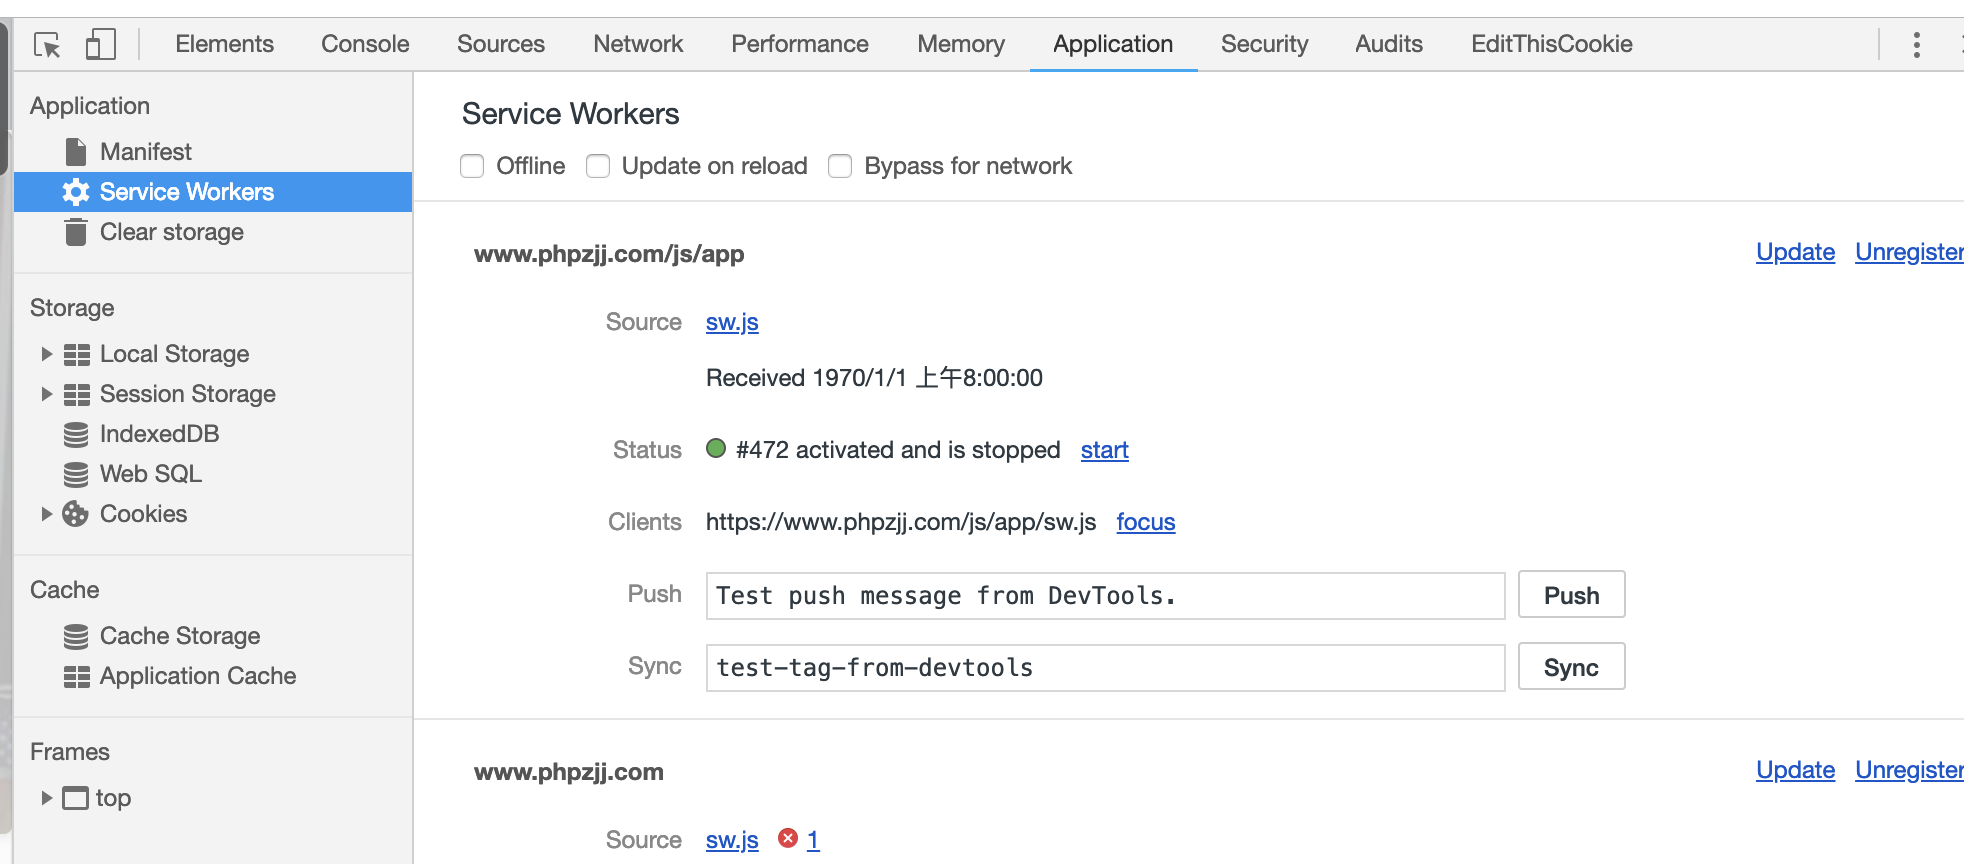 Elements Console Sources Network Performance Memory Application Security Audits EditThisCookie
Application
Manifest
Service Workers
Clear storage
Storage
Local Storage
Session Storage
IndexedDB
Web SQL
Cookies
Cache
Cache Storage
Application Cache
Frames
top
Service Workers
Offline Update on reload Bypass for network
www.phpzjj.com/js/app Update Unregister
Source sw.js
Received 1970/1/1 上午8:00:00
Status #472 activated and is stopped start
Clients https://www.phpzjj.com/js/app/sw.js focus
Push Test push message from DevTools. Push
Sync test-tag-from-devtools Sync
www.phpzjj.com Update Unregister
Source sw.js 1